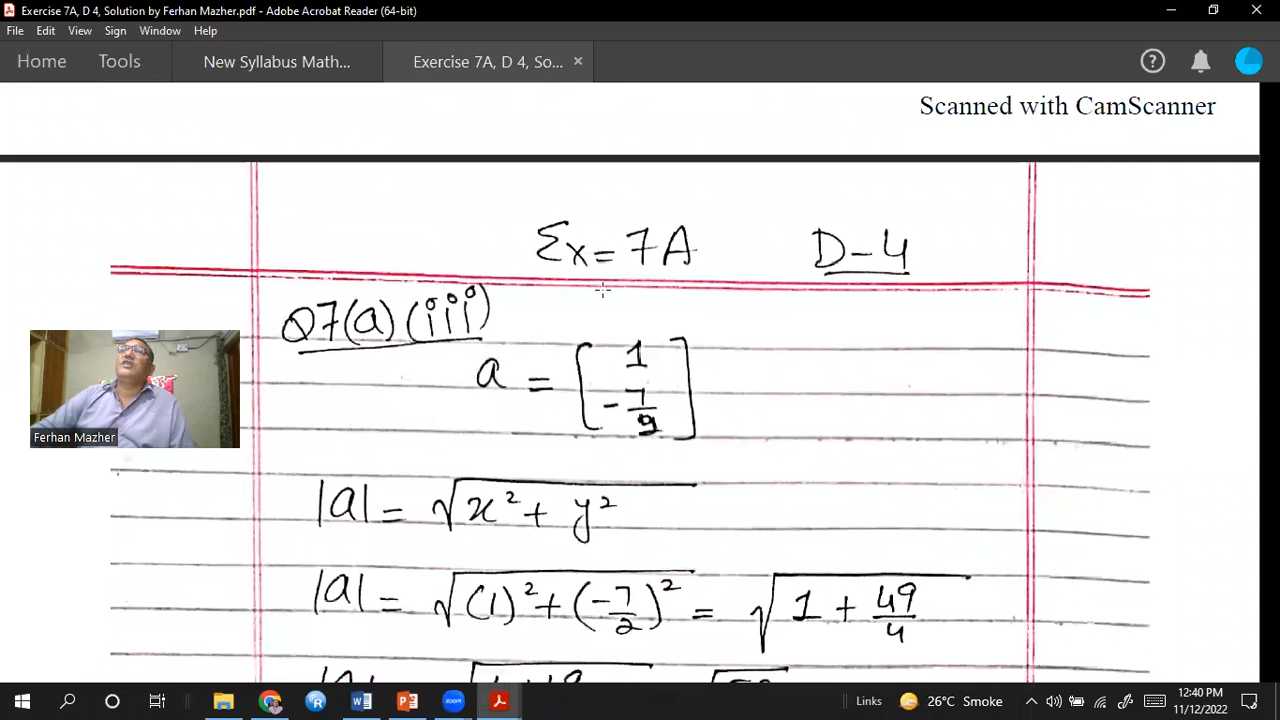 Exercise 7A, D 4, Solution by Ferhan Mazher.pdf - Adobe Acrobat Reader (64-bit)
File Edit View Sign Window Help
Home Tools New Syllabus Math... Exercise 7A, D 4, So... ×
Scanned with CamScanner
Ex = 7A D-4
Q7(a)(iii)
a = [1 -7/9]
|a| = √x² + y²
|a| = √(1)² + (-7/2)² = √1 + 49/4
Ferhan Mazher
Links 26°C Smoke 12:40 PM
11/12/2022